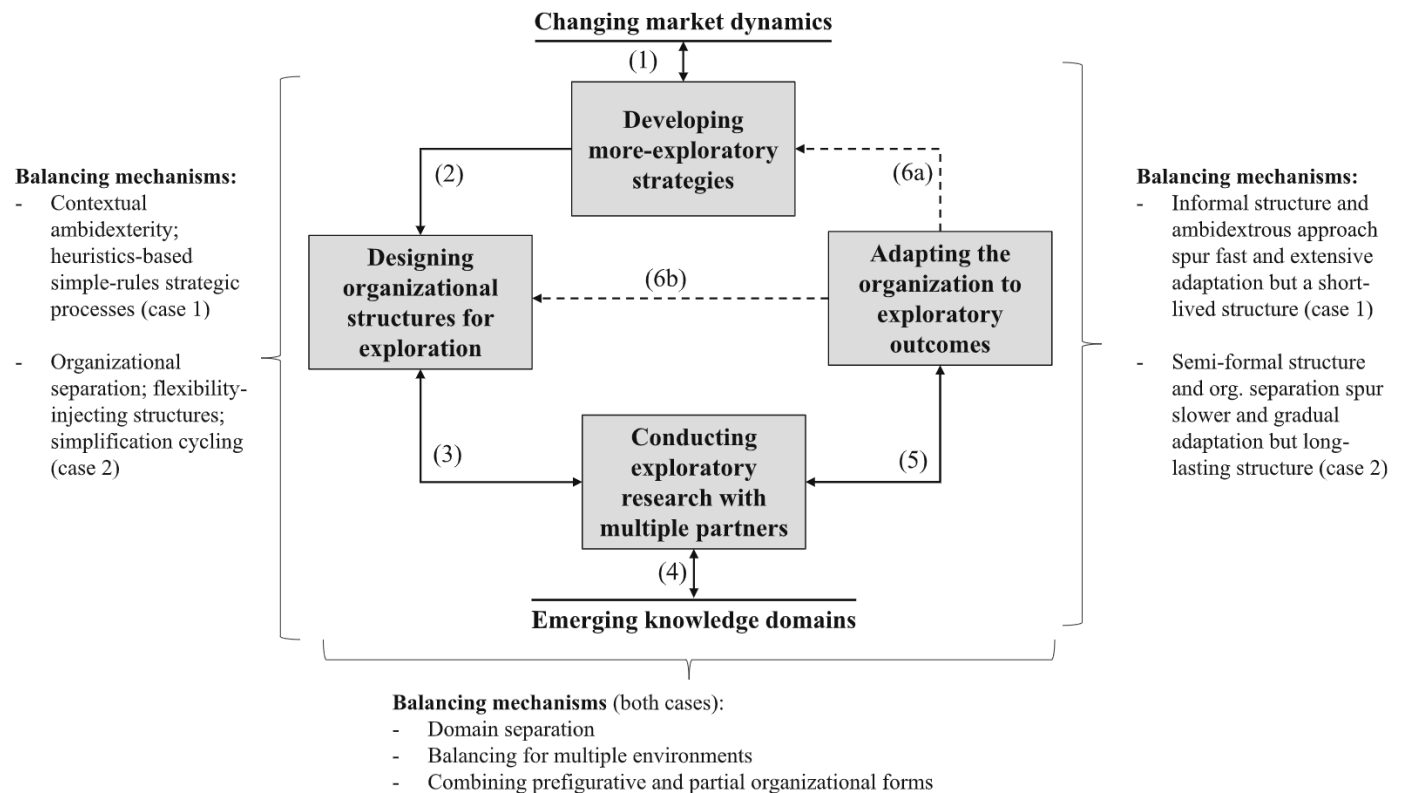 Changing market dynamics
(1)
Developing
more-exploratory
strategies
(2)
(6a)
Balancing mechanisms:
- Contextual
ambidexterity;
heuristics-based
simple-rules strategic
processes (case 1)
- Organizational
separation; flexibility-
injecting structures;
simplification cycling
(case 2)
Designing
organizational
structures for
exploration
(6b)
Adapting the
organization to
exploratory
outcomes
Balancing mechanisms:
- Informal structure and
ambidextrous approach
spur fast and extensive
adaptation but a short-
lived structure (case 1)
- Semi-formal structure
and org. separation spur
slower and gradual
adaptation but long-
lasting structure (case 2)
(3)
Conducting
exploratory
research with
multiple partners
(5)
(4)
Emerging knowledge domains
Balancing mechanisms (both cases):
- Domain separation
- Balancing for multiple environments
- Combining prefigurative and partial organizational forms